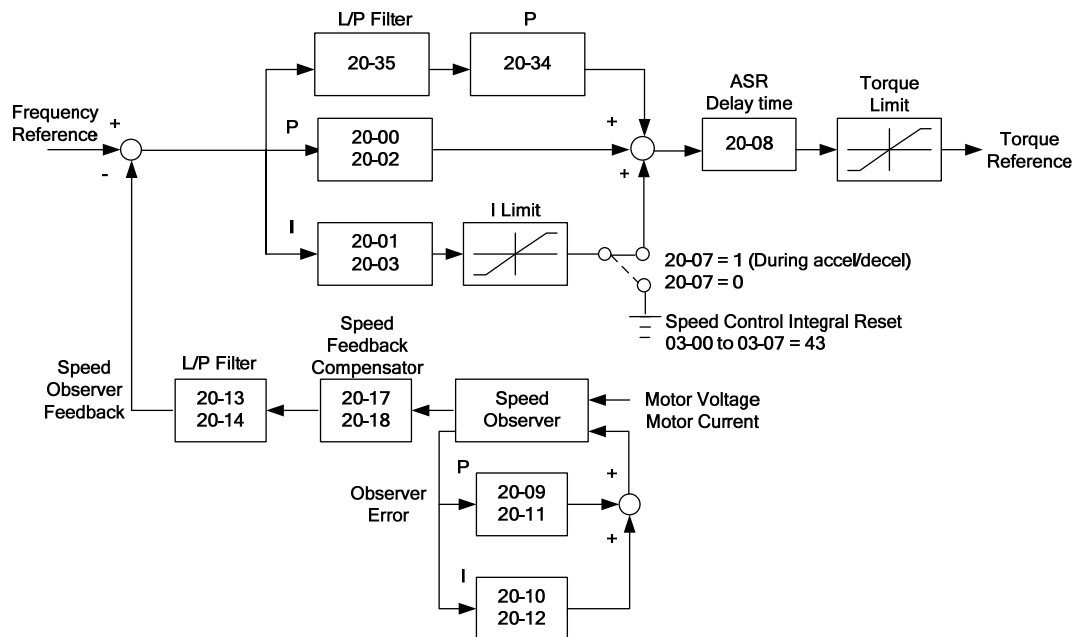 L/P Filter
P
20-35
20-34
ASR
Delay time
Torque
Limit
Frequency
Reference
+
-
P
20-00
20-02
+
+
20-08
Torque
Reference
I
20-01
20-03
I Limit
20-07 = 1 (During accel/decel)
20-07 = 0
Speed Control Integral Reset
03-00 to 03-07 = 43
Speed
Observer
Feedback
L/P Filter
20-13
20-14
Speed
Feedback
Compensator
20-17
20-18
Speed
Observer
Motor Voltage
Motor Current
Observer
Error
P
20-09
20-11
+
+
I
20-10
20-12